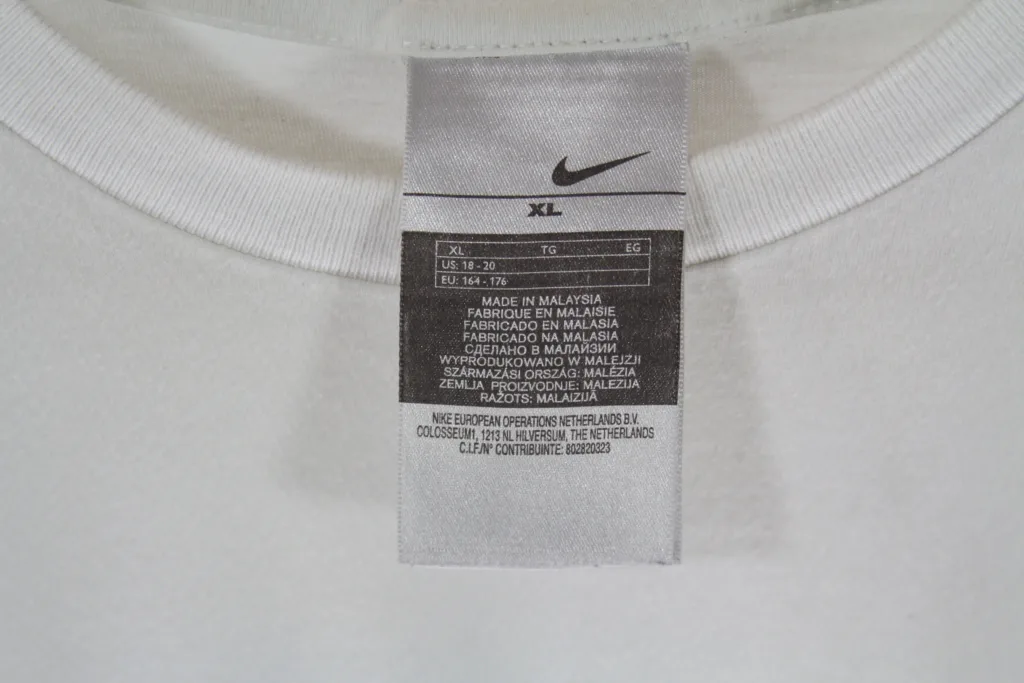 XL
XL TG EG
US: 18 - 20
EU: 164 - 176
MADE IN MALAYSIA
FABRIQUE EN MALAISIE
FABRICADO EN MALASIA
FABRICADO NA MALASIA
СДЕЛАНО В МАЛАЙЗИИ
WYPRODUKOWANO W MALEJZJI
SZÁRMAZÁSI ORSZÁG: MALÉZIA
ZEMLJA PROIZVODNJE: MALEZIJA
RAŽOTS: MALAIZIJĀ
NIKE EUROPEAN OPERATIONS NETHERLANDS B.V.
COLOSSEUM1, 1213 NL HILVERSUM, THE NETHERLANDS
C.I.F./N° CONTRIBUINTE: 802820323